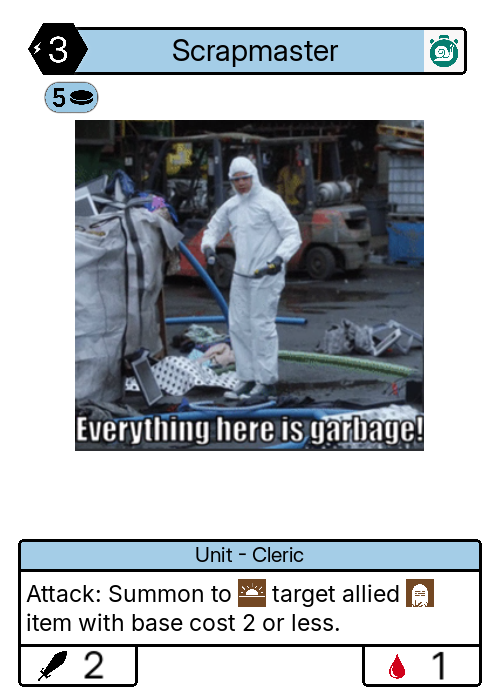 3
Scrapmaster
5
Everything here is garbage!
Unit - Cleric
Attack: Summon to target allied
item with base cost 2 or less.
2
1